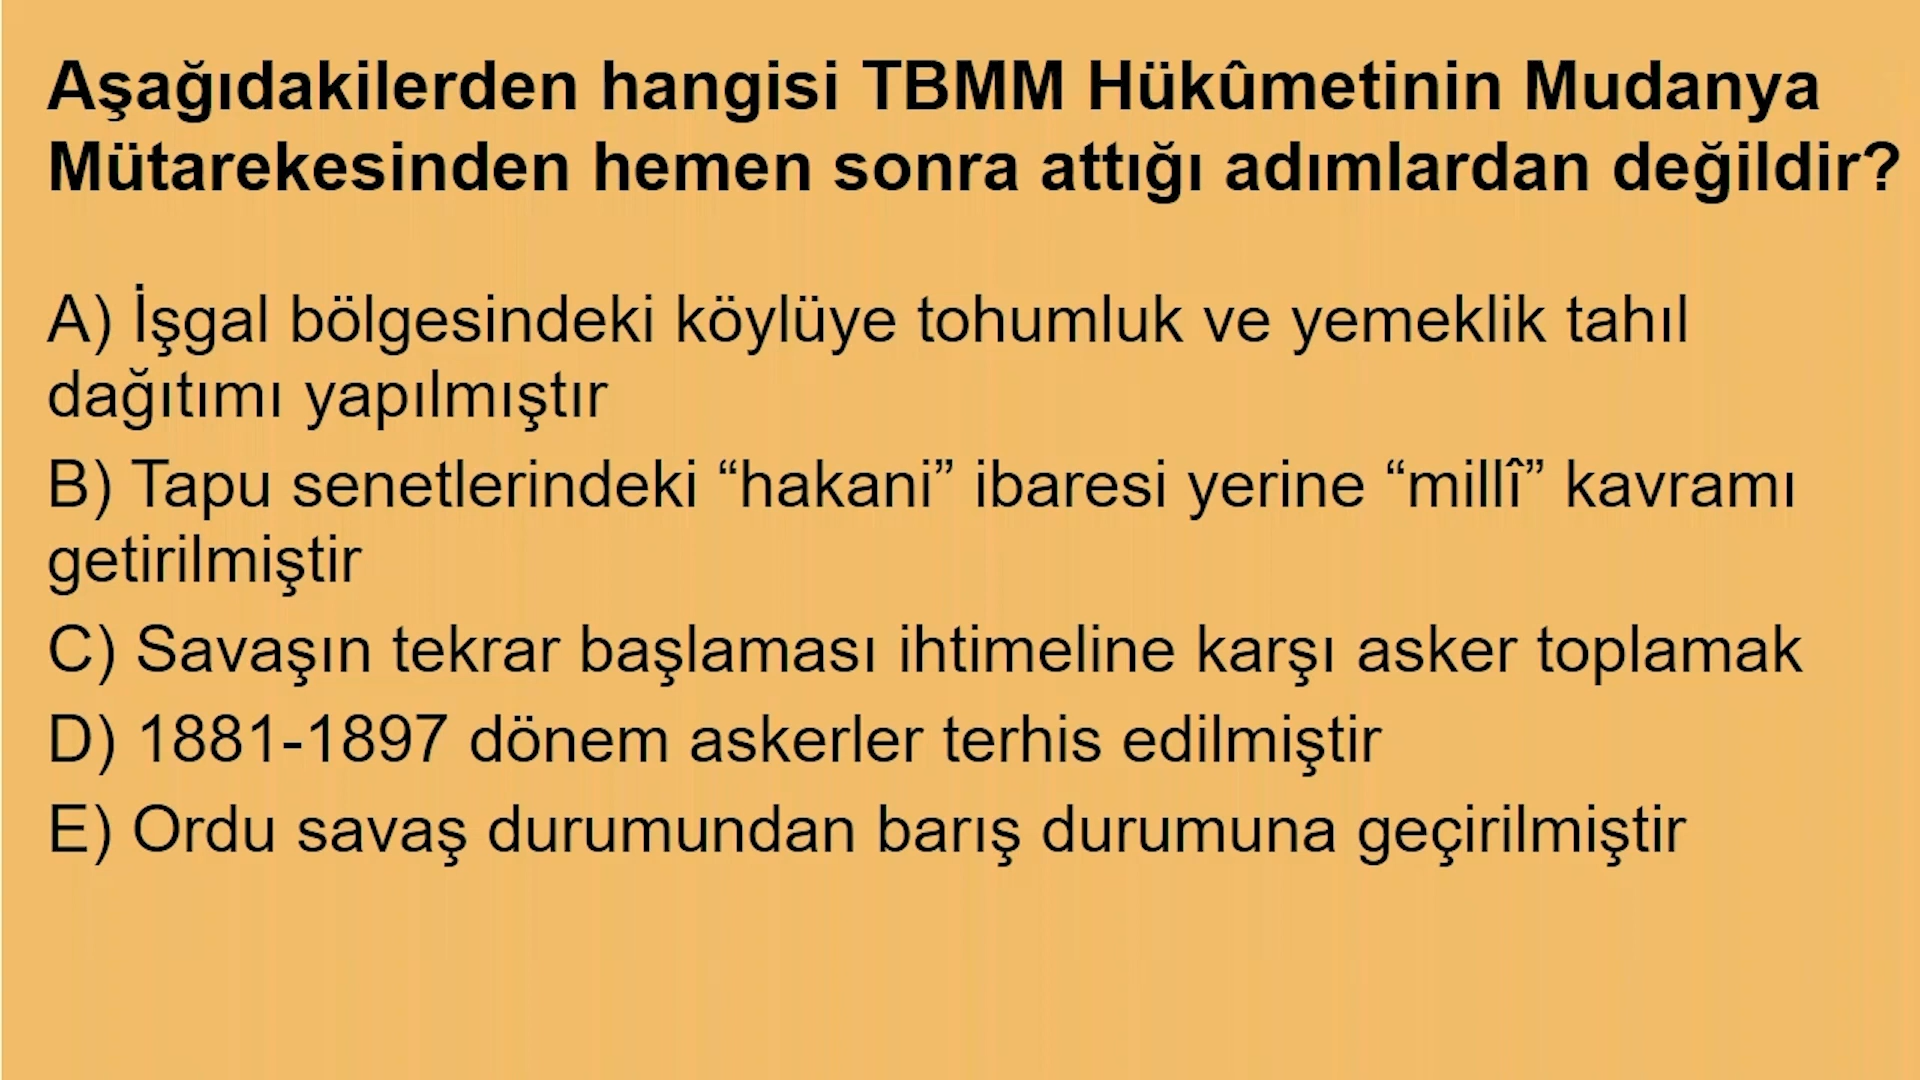 Aşağıdakilerden hangisi TBMM Hükûmetinin Mudanya
Mütarekesinden hemen sonra attığı adımlardan değildir?
A) İşgal bölgesindeki köylüye tohumluk ve yemeklik tahıl
dağıtımı yapılmıştır
B) Tapu senetlerindeki “hakani” ibaresi yerine “millî” kavramı
getirilmiştir
C) Savaşın tekrar başlaması ihtimeline karşı asker toplamak
D) 1881-1897 dönem askerler terhis edilmiştir
E) Ordu savaş durumundan barış durumuna geçirilmiştir